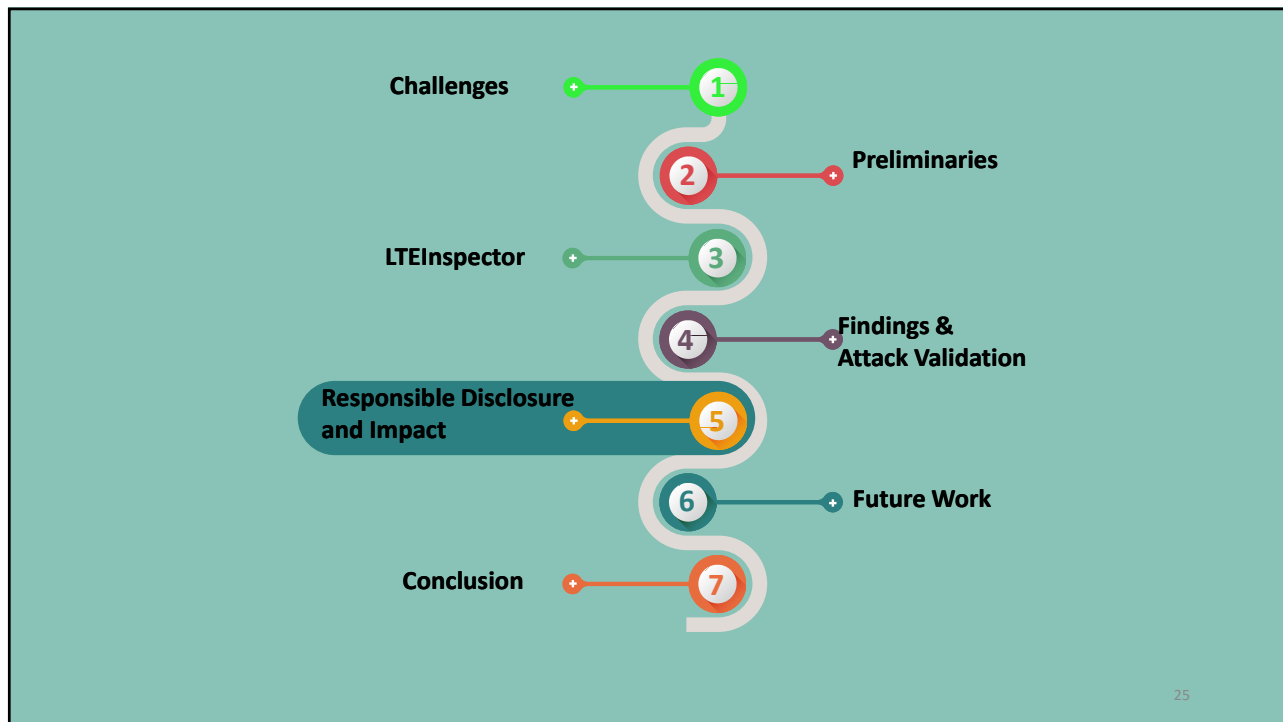 Challenges
1
2
Preliminaries
LTEInspector
3
4
Findings &
Attack Validation
Responsible Disclosure
and Impact
5
6
Future Work
Conclusion
7
25